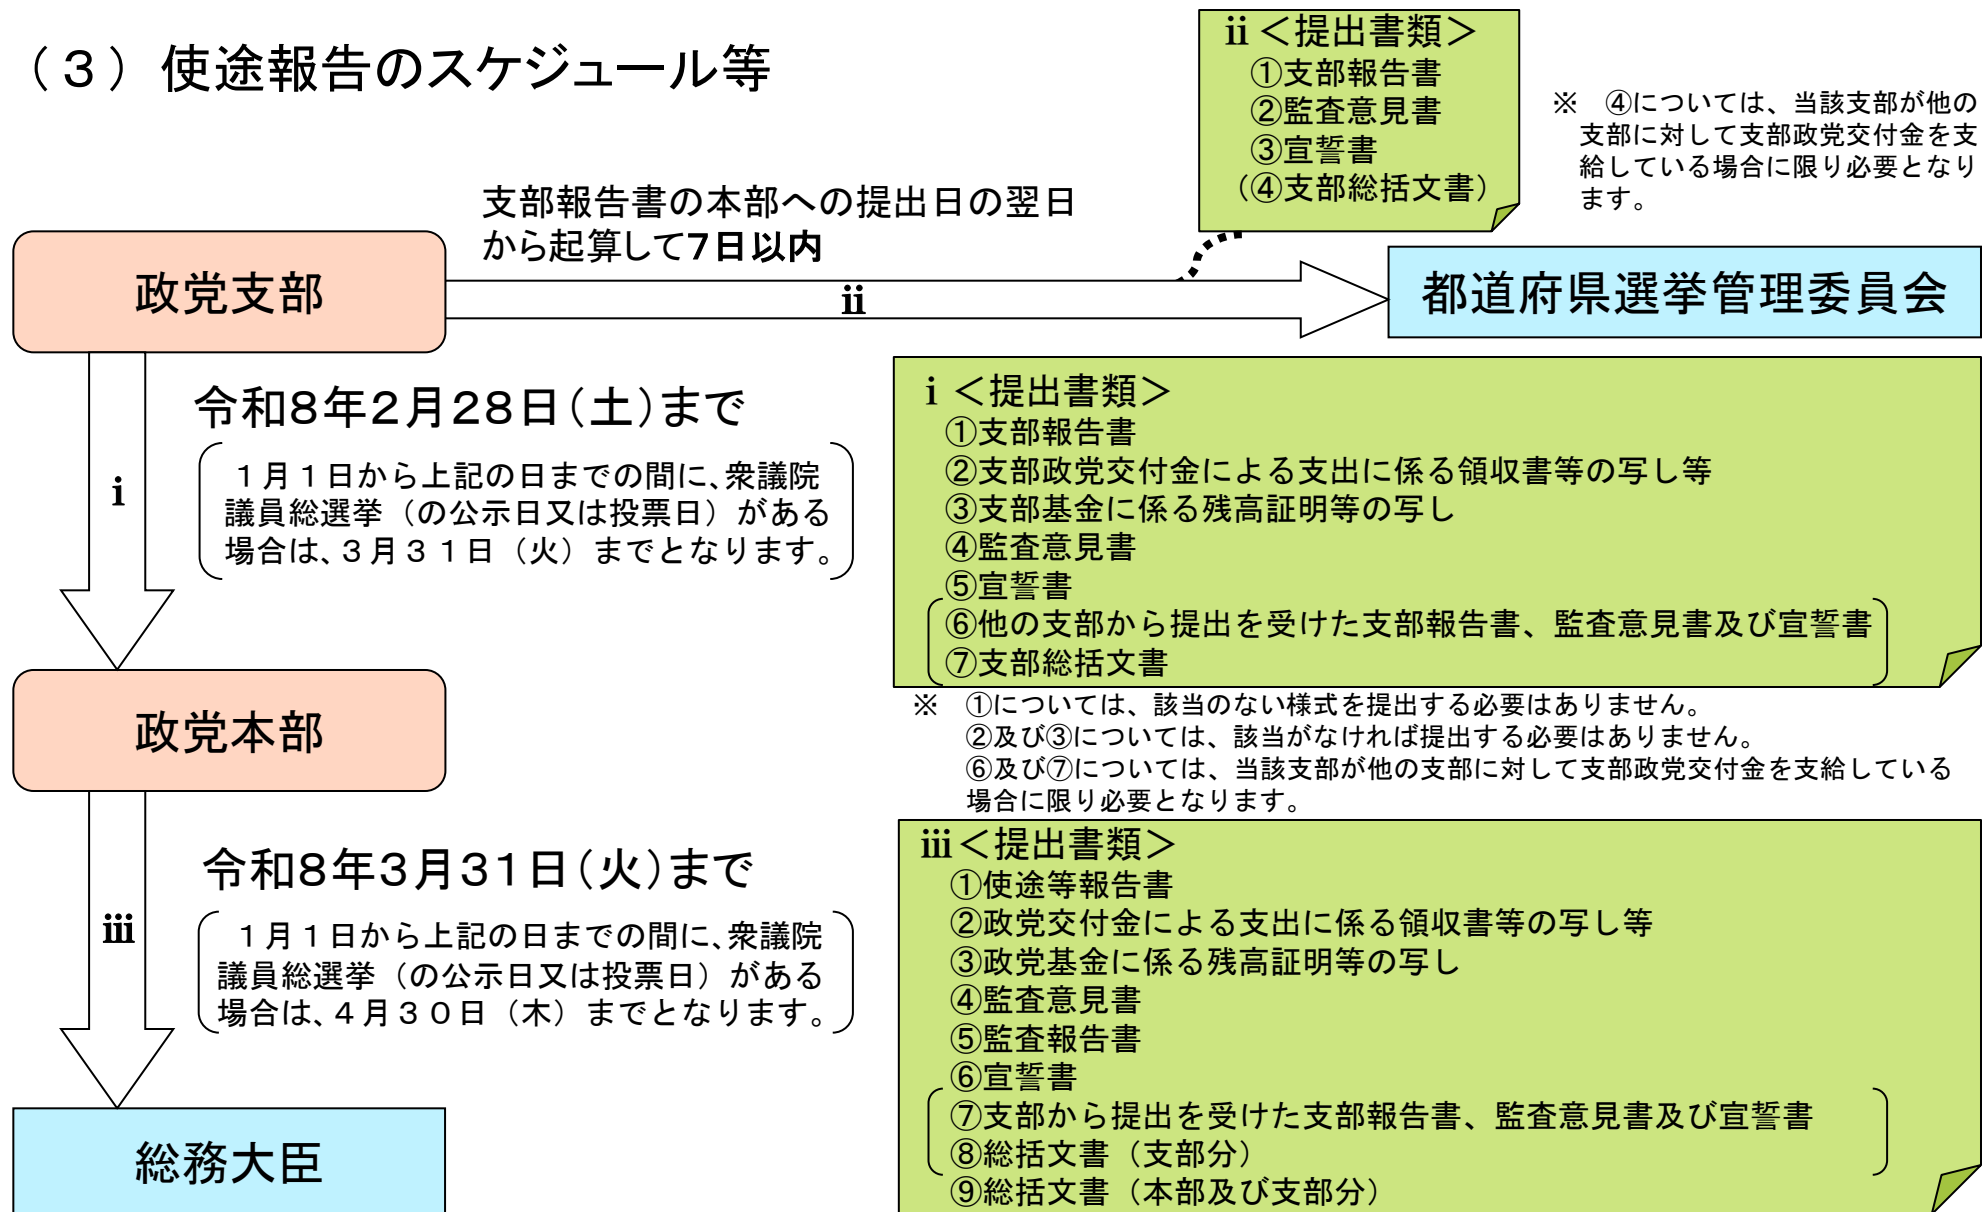 （３）使途報告のスケジュール等
ⅱ＜提出書類＞
①支部報告書
②監査意見書
③宣誓書
（④支部総括文書）
※　④については、当該支部が他の
支部に対して支部政党交付金を支
給している場合に限り必要となり
ます。
支部報告書の本部への提出日の翌日
から起算して7日以内
政党支部
ⅱ
都道府県選挙管理委員会
ⅰ
令和8年2月28日（土）まで
１月１日から上記の日までの間に、衆議院
議員総選挙（の公示日又は投票日）がある
場合は、３月３１日（火）までとなります。
ⅰ＜提出書類＞
①支部報告書
②支部政党交付金による支出に係る領収書等の写し等
③支部基金に係る残高証明等の写し
④監査意見書
⑤宣誓書
⑥他の支部から提出を受けた支部報告書、監査意見書及び宣誓書
⑦支部総括文書
※　①については、該当のない様式を提出する必要はありません。
②及び③については、該当がなければ提出する必要はありません。
⑥及び⑦については、当該支部が他の支部に対して支部政党交付金を支給している
場合に限り必要となります。
政党本部
ⅲ
令和8年3月31日（火）まで
１月１日から上記の日までの間に、衆議院
議員総選挙（の公示日又は投票日）がある
場合は、４月３０日（木）までとなります。
ⅲ＜提出書類＞
①使途等報告書
②政党交付金による支出に係る領収書等の写し等
③政党基金に係る残高証明等の写し
④監査意見書
⑤監査報告書
⑥宣誓書
⑦支部から提出を受けた支部報告書、監査意見書及び宣誓書
⑧総括文書（支部分）
⑨総括文書（本部及び支部分）
総務大臣